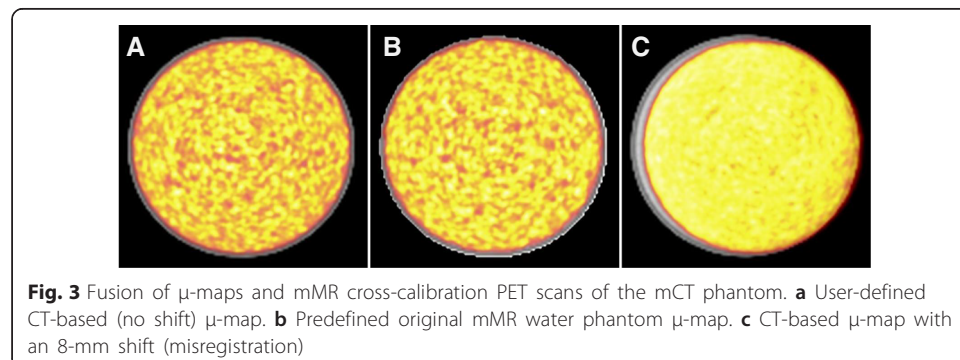 A
B
C
Fig. 3 Fusion of μ-maps and mMR cross-calibration PET scans of the mCT phantom. a User-defined
CT-based (no shift) μ-map. b Predefined original mMR water phantom μ-map. c CT-based μ-map with
an 8-mm shift (misregistration)